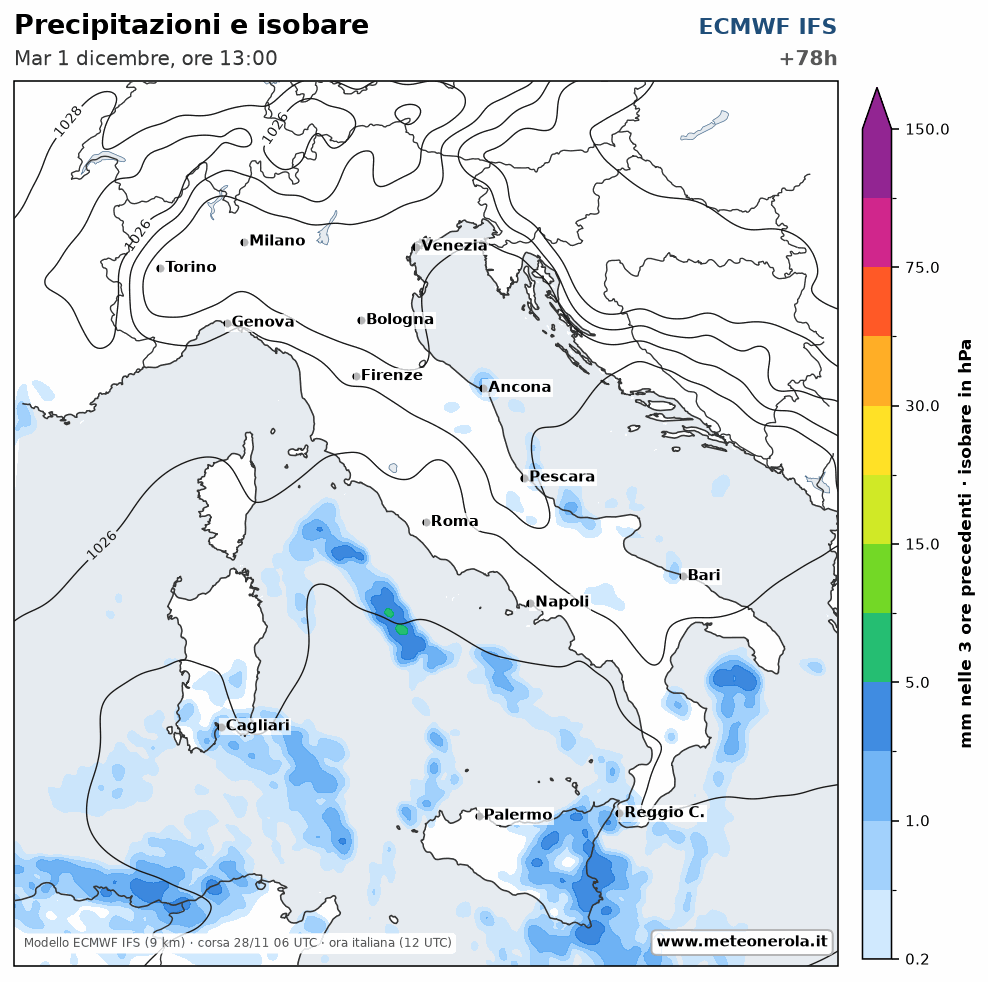 Precipitazioni e isobare
ECMWF IFS
Mar 1 dicembre, ore 13:00
+78h
1028
1026
1026
1026
Milano
Venezia
Torino
Genova
Bologna
Firenze
Ancona
Pescara
Roma
Bari
Napoli
Cagliari
Palermo
Reggio C.
150.0
75.0
30.0
15.0
5.0
1.0
0.2
mm nelle 3 ore precedenti · isobare in hPa
Modello ECMWF IFS (9 km) · corsa 28/11 06 UTC · ora italiana (12 UTC)
www.meteonerola.it